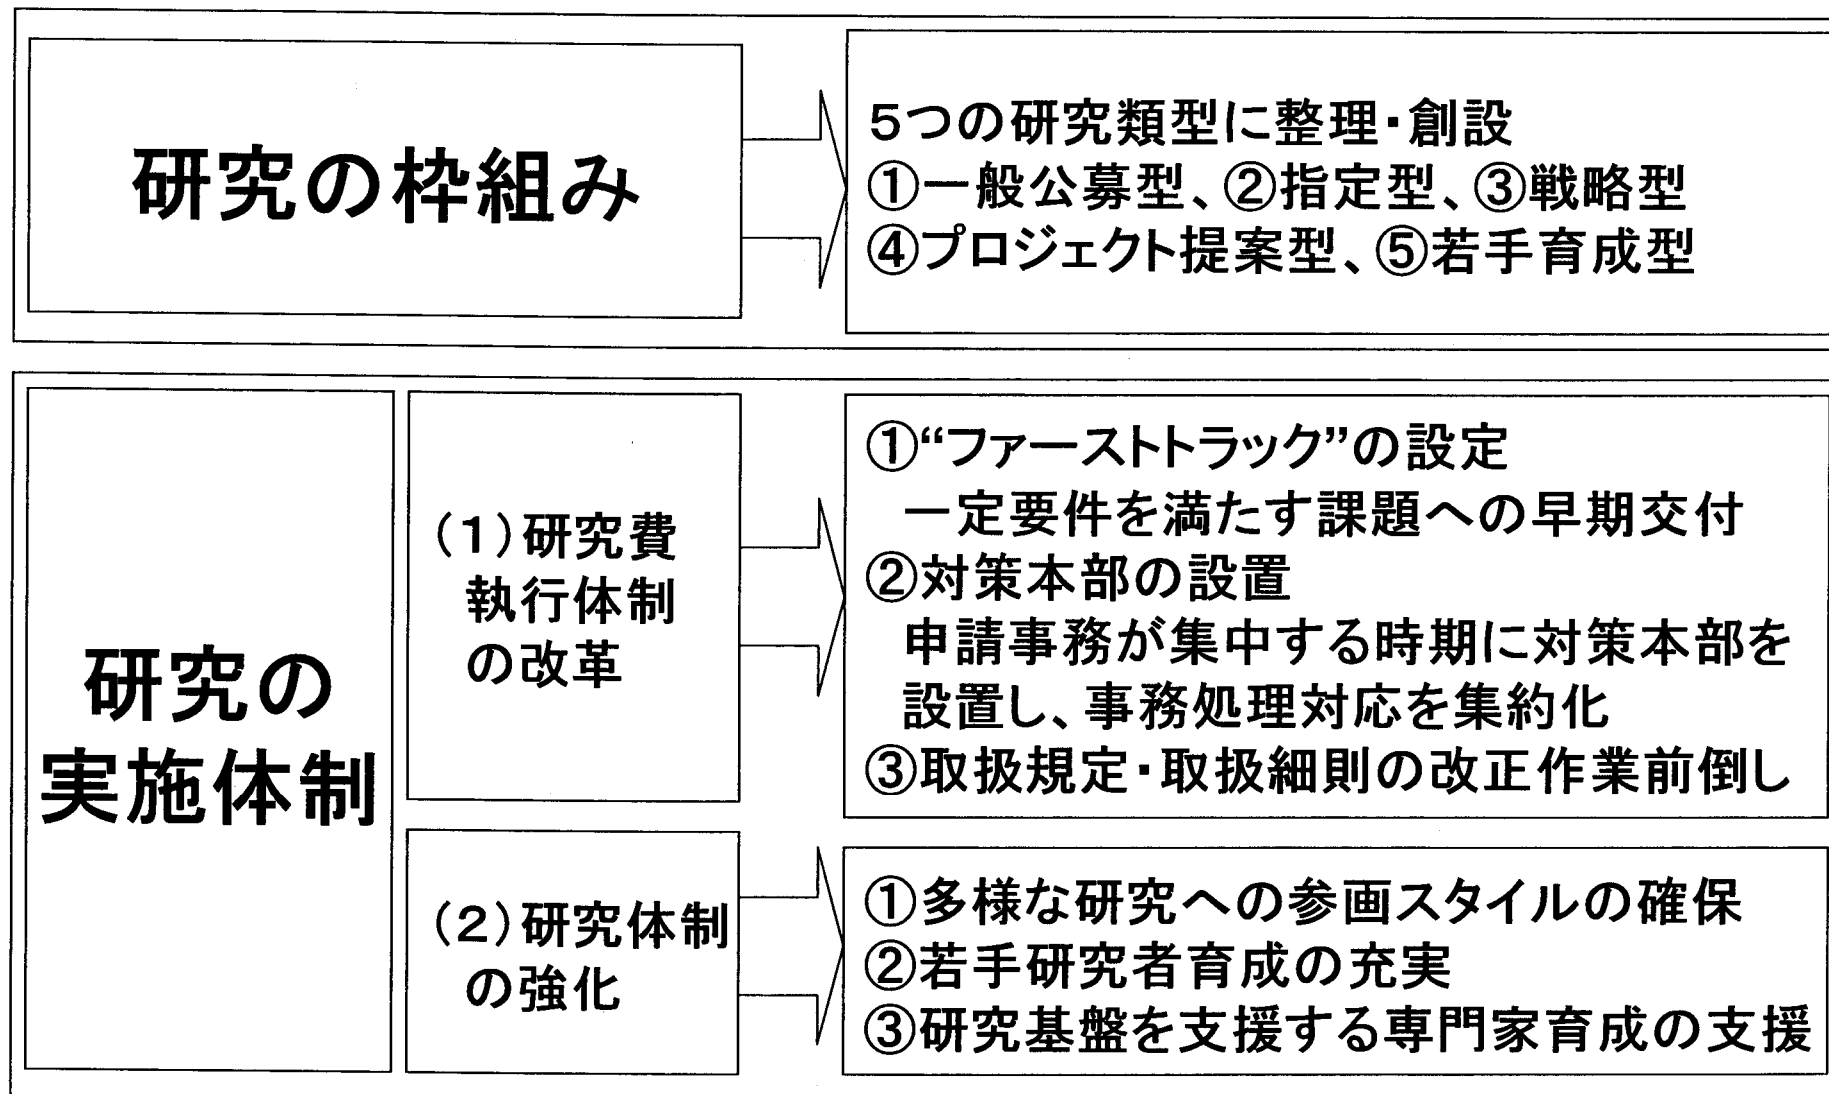 研究の枠組み
5つの研究類型に整理・創設
①一般公募型、②指定型、③戦略型
④プロジェクト提案型、⑤若手育成型
研究の
実施体制
(1)研究費
執行体制
の改革
①“ファーストトラック”の設定
一定要件を満たす課題への早期交付
②対策本部の設置
申請事務が集中する時期に対策本部を
設置し、事務処理対応を集約化
③取扱規定・取扱細則の改正作業前倒し
(2)研究体制
の強化
①多様な研究への参画スタイルの確保
②若手研究者育成の充実
③研究基盤を支援する専門家育成の支援